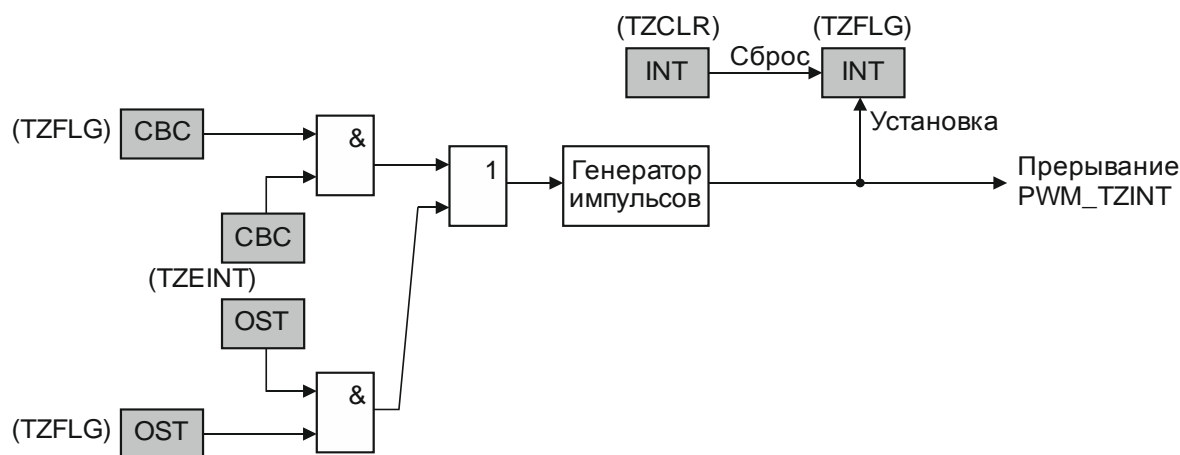 (TZCLR)
(TZFLG)
INT
Сброс
INT
(TZFLG)
CBC
&
Установка
1
Генератор
импульсов
Прерывание
PWM_TZINT
CBC
(TZEINT)
OST
&
(TZFLG)
OST